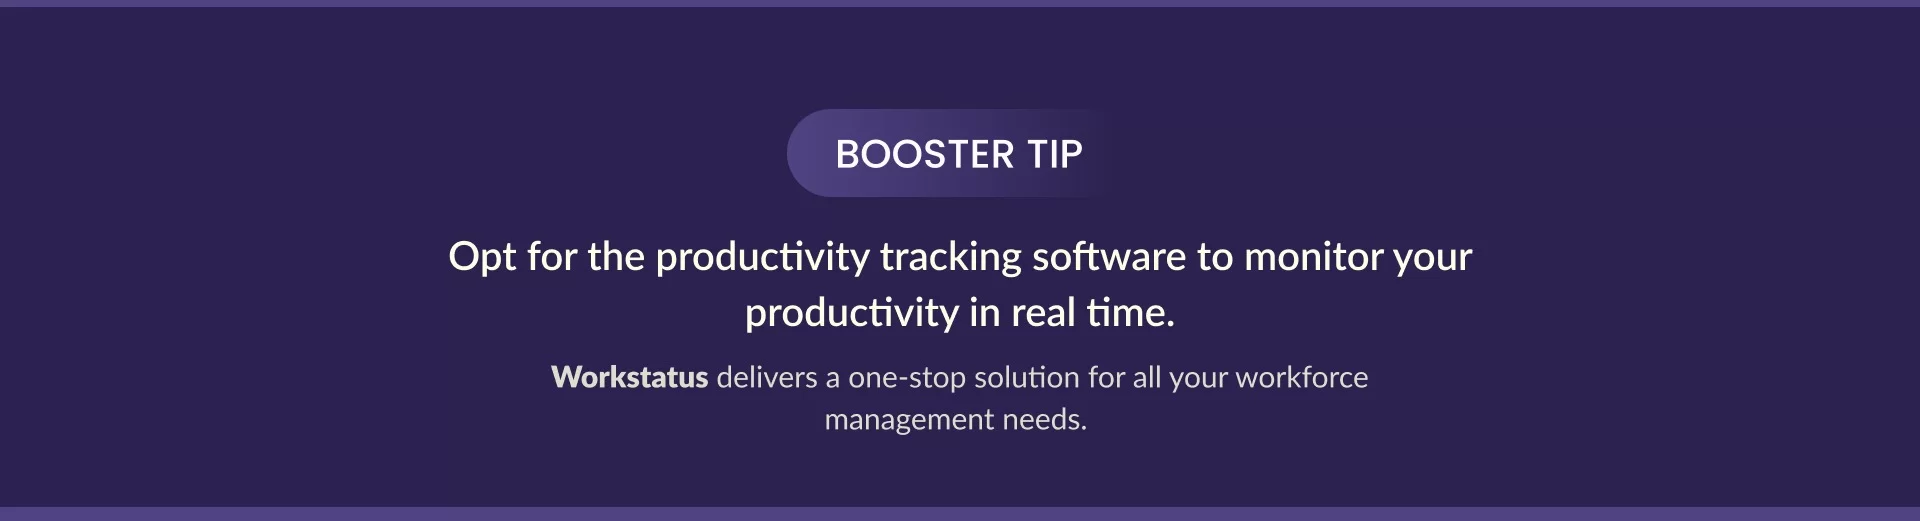 BOOSTER TIP
Opt for the productivity tracking software to monitor your
productivity in real time.
Workstatus delivers a one-stop solution for all your workforce
management needs.